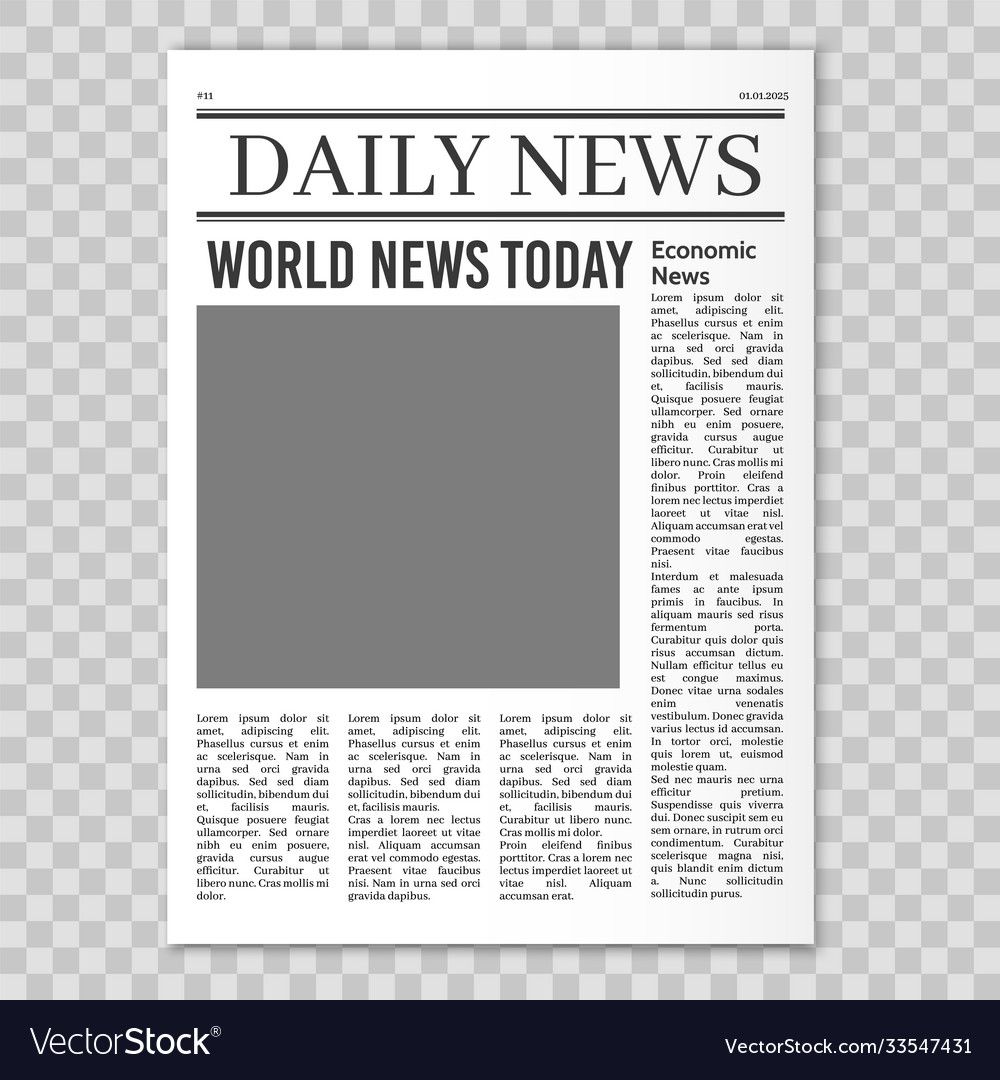 #11
01.01.2025
DAILY NEWS
WORLD NEWS TODAY
Lorem ipsum dolor sit
amet, adipiscing elit.
Phasellus cursus et enim
ac scelerisque. Nam in
urna sed orci gravida
dapibus. Sed sed diam
sollicitudin, bibendum dui
et, facilisis mauris.
Quisque posuere feugiat
ullamcorper. Sed ornare
nibh eu enim posuere,
gravida cursus augue
efficitur. Curabitur ut
libero nunc. Cras mollis mi
dolor.
Lorem ipsum dolor sit
amet, adipiscing elit.
Phasellus cursus et enim
ac scelerisque. Nam in
urna sed orci gravida
dapibus. Sed sed diam
sollicitudin, bibendum dui
et, facilisis mauris.
Cras a lorem nec lectus
imperdiet laoreet ut vitae
nisl. Aliquam accumsan
erat vel commodo egestas.
Praesent vitae faucibus
nisi. Nam in urna sed orci
gravida dapibus.
Lorem ipsum dolor sit
amet, adipiscing elit.
Phasellus cursus et enim
ac scelerisque. Nam in
urna sed orci gravida
dapibus. Sed sed diam
sollicitudin, bibendum dui
et, facilisis mauris.
Curabitur ut libero nunc.
Cras mollis mi dolor.
Proin eleifend finibus
porttitor. Cras a lorem nec
lectus imperdiet laoreet ut
vitae nisl. Aliquam
accumsan erat.
Economic
News
Lorem ipsum dolor sit
amet, adipiscing elit.
Phasellus cursus et enim
ac scelerisque. Nam in
urna sed orci gravida
dapibus. Sed sed diam
sollicitudin, bibendum dui
et, facilisis mauris.
Quisque posuere feugiat
ullamcorper. Sed ornare
nibh eu enim posuere,
gravida cursus augue
efficitur. Curabitur ut
libero nunc. Cras mollis mi
dolor. Proin eleifend
finibus porttitor. Cras a
lorem nec lectus imperdiet
laoreet ut vitae nisl.
Aliquam accumsan erat vel
commodo egestas.
Praesent vitae faucibus
nisi.
Interdum et malesuada
fames ac ante ipsum
primis in faucibus. In
aliquam mauris sed risus
fermentum porta.
Curabitur quis dolor quis
risus accumsan dictum.
Nullam efficitur tellus eu
est congue maximus.
Donec vitae urna sodales
enim venenatis
vestibulum. Donec gravida
varius lectus id accumsan.
In tortor orci, molestie
quis lorem ut, euismod
molestie quam.
Sed nec mauris nec urna
efficitur pretium.
Suspendisse quis viverra
dui. Donec suscipit sem eu
sem ornare, in rutrum orci
condimentum. Curabitur
scelerisque magna nisi,
quis blandit enim dictum
a. Nunc sollicitudin
sollicitudin purus.
VectorStock®
VectorStock.com/33547431